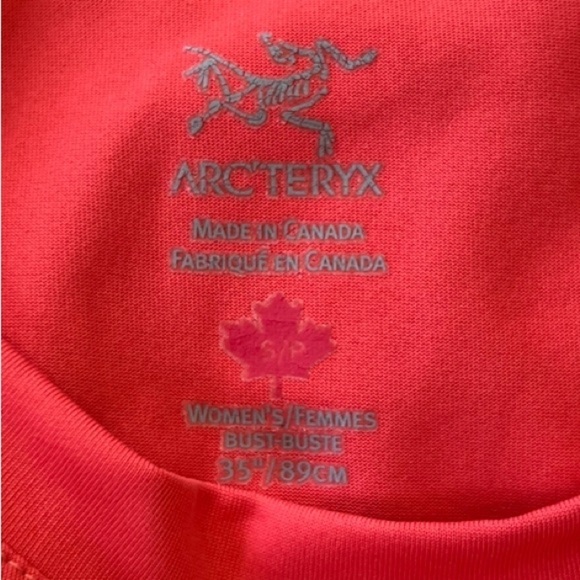 ARC'TERYX
MADE IN CANADA
FABRIQUÉ EN CANADA
S/P
WOMEN'S/FEMMES
BUST-BUSTE
35"/89CM